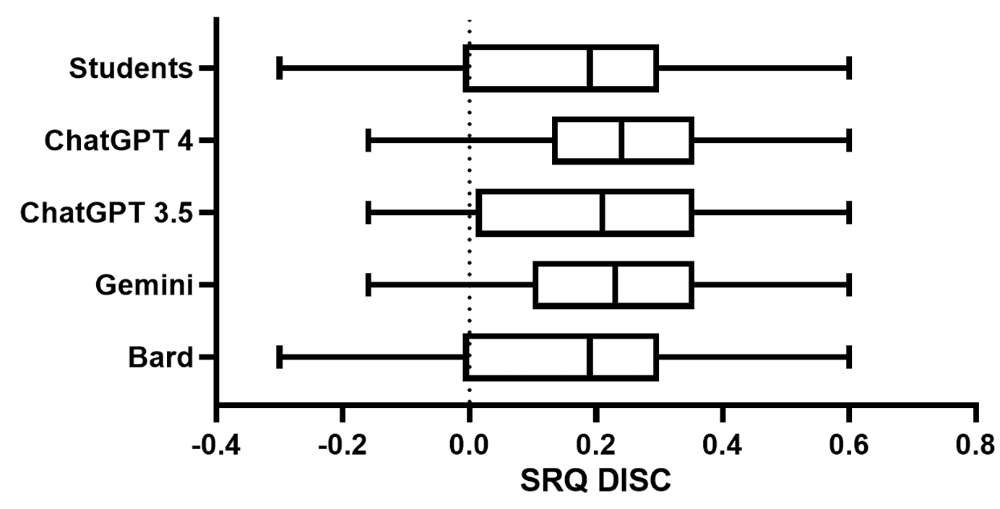 Students
ChatGPT 4
ChatGPT 3.5
Gemini
Bard
-0.4 -0.2 0.0 0.2 0.4 0.6 0.8
SRQ DISC